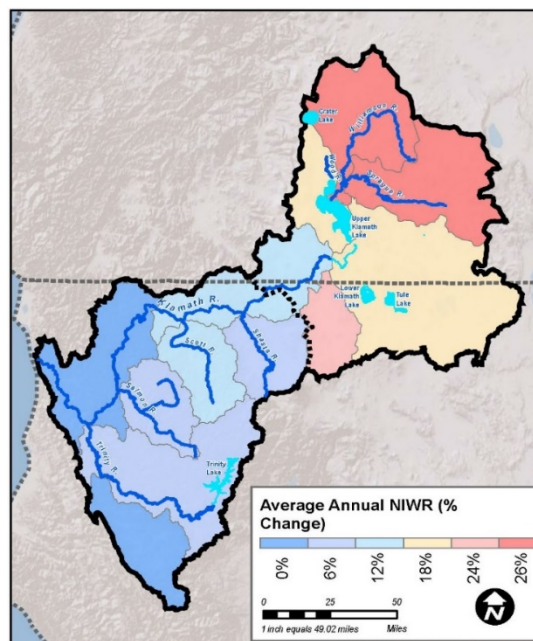 Crater
Lake
Williamson R.
Wood R.
Sprague R.
Upper
Klamath
Lake
Lower
Klamath
Lake
Tule
Lake
Klamath R.
Scott R.
Shasta R.
Salmon R.
Trinity R.
Trinity
Lake
Average Annual NIWR (%
Change)
0%
6%
12%
18%
24%
26%
0 25 50
1 inch equals 49.02 miles Miles
N